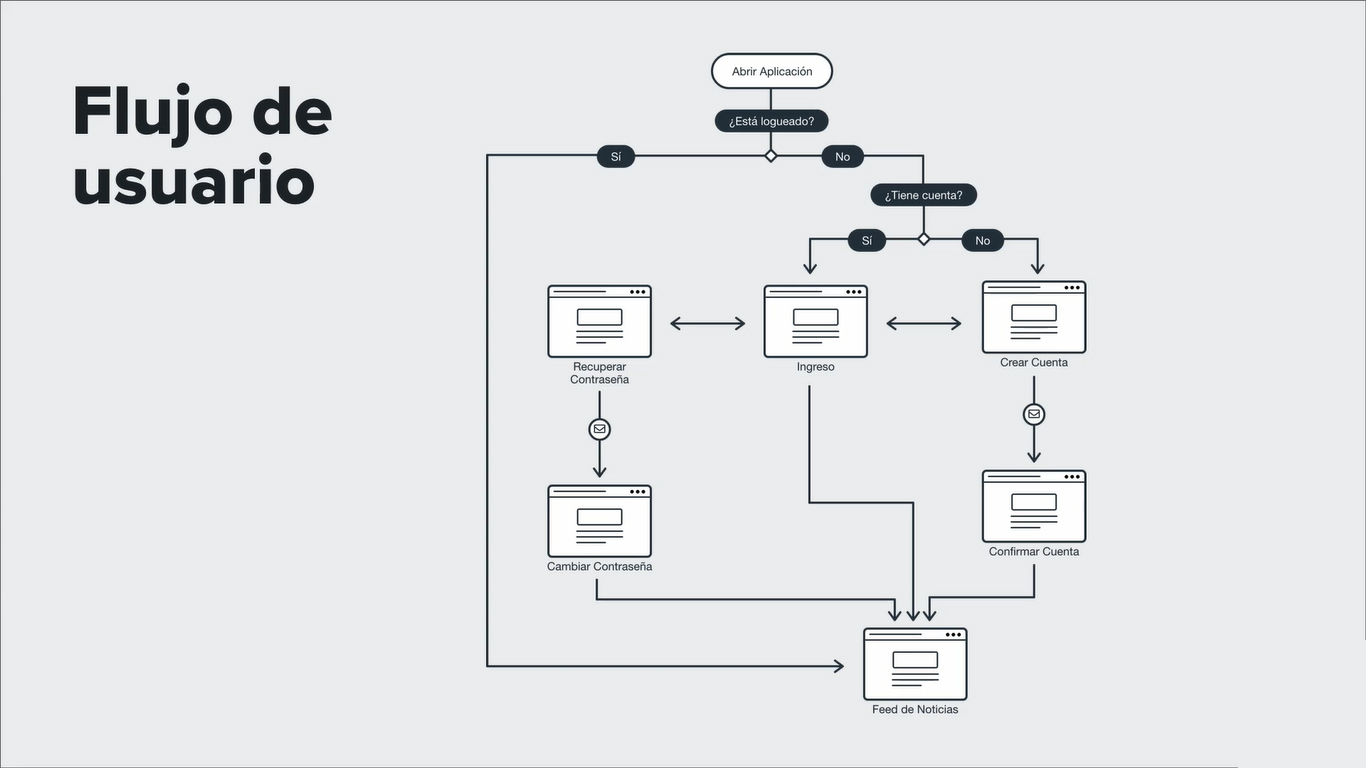 Flujo de
usuario
Abrir Aplicación
¿Está logueado?
Sí
No
¿Tiene cuenta?
Sí
No
Recuperar
Contraseña
Ingreso
Crear Cuenta
Cambiar Contraseña
Confirmar Cuenta
Feed de Noticias